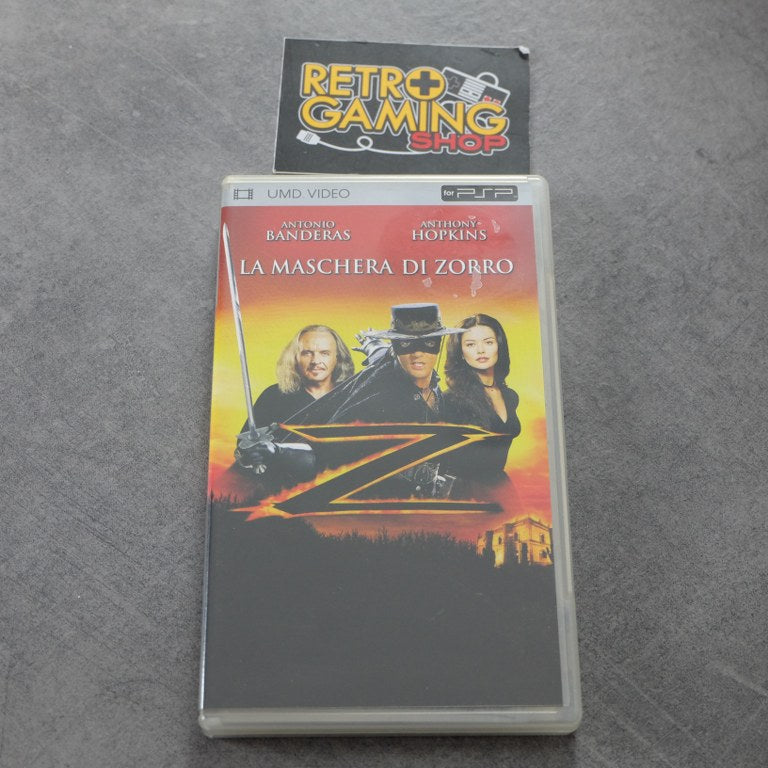 RETRO
GAMING
SHOP
UMD VIDEO
for PSP
ANTONIO
BANDERAS
ANTHONY
HOPKINS
LA MASCHERA DI ZORRO
Z